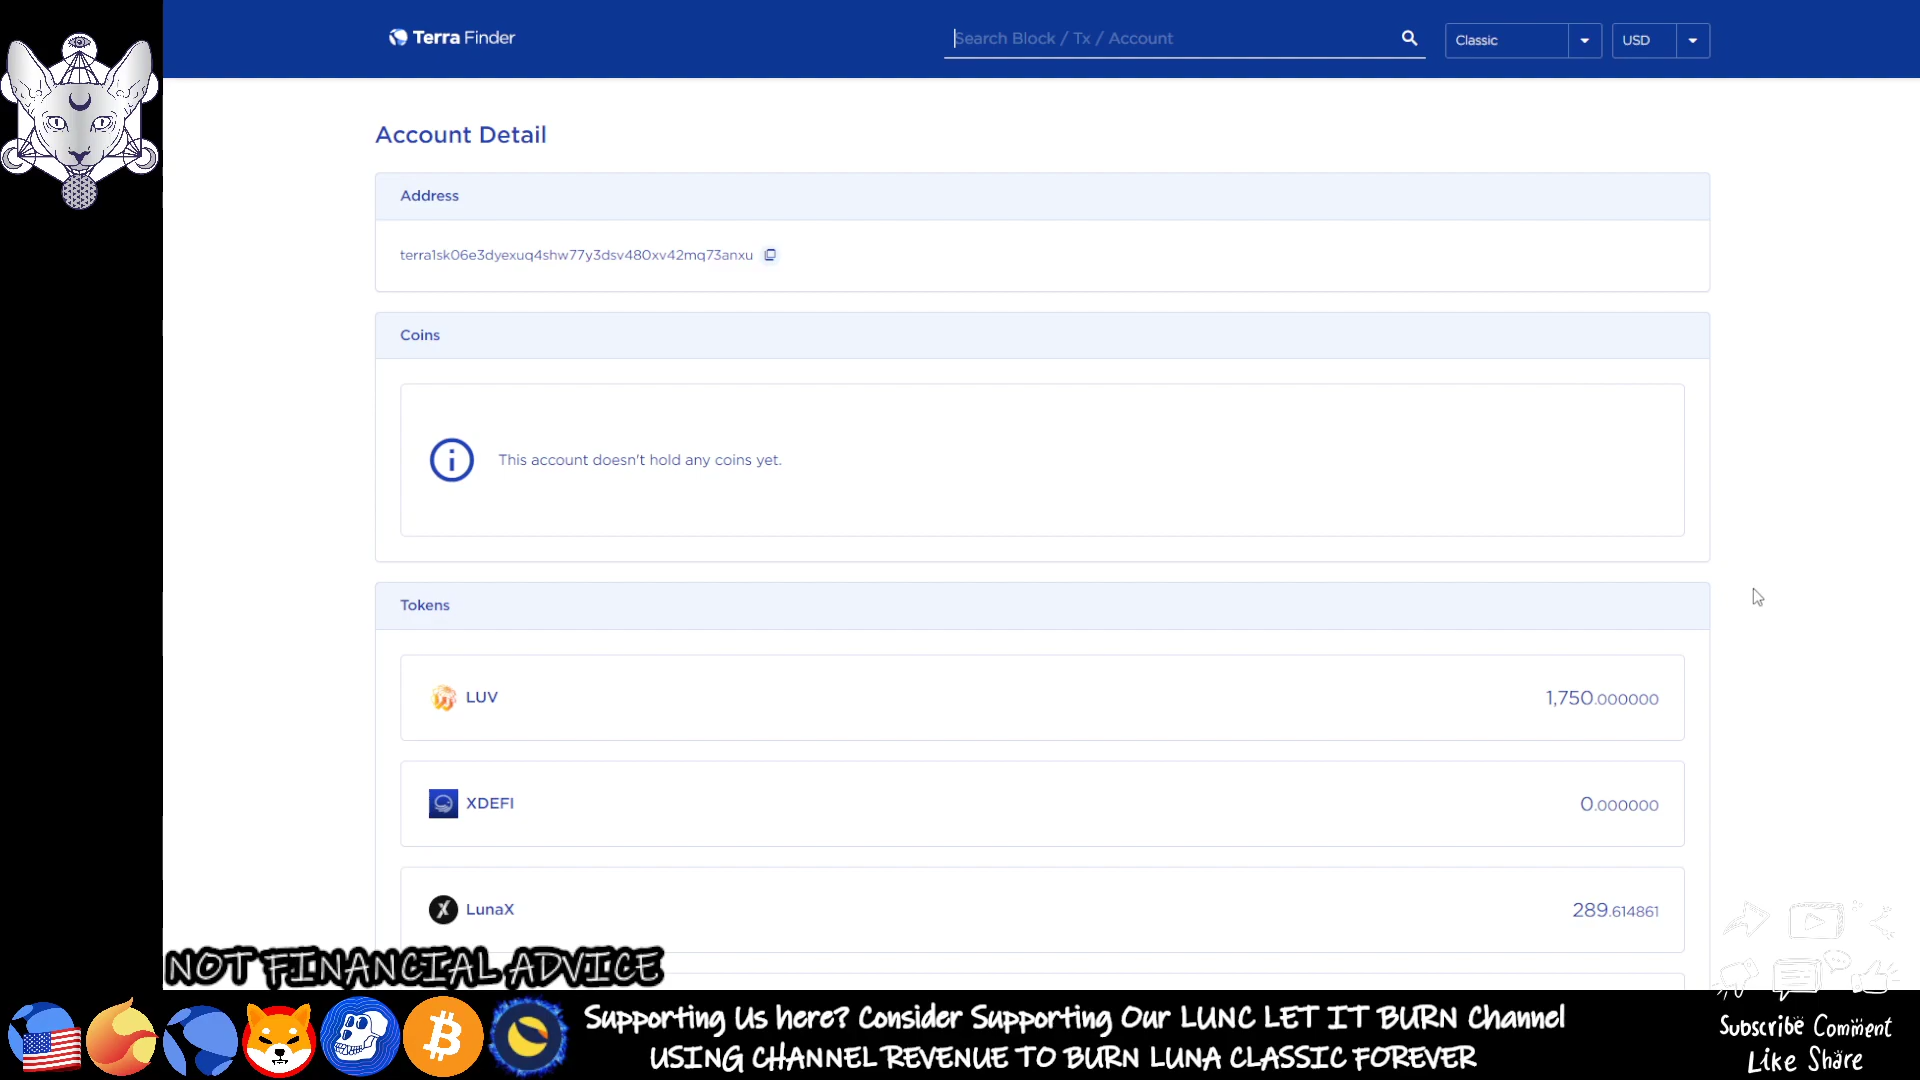 Terra Finder
Search Block / Tx / Account
Classic
USD
Account Detail
Address
terra1sk06e3dyexuq4shw77y3dsv480xv42mq73anxu
Coins
This account doesn't hold any coins yet.
Tokens
LUV
1,750.000000
XDEFI
0.000000
LunaX
289.614861
NOT FINANCIAL ADVICE
Supporting Us here? Consider Supporting Our LUNC LET IT BURN Channel
USING CHANNEL REVENUE TO BURN LUNA CLASSIC FOREVER
Subscribe Comment
Like Share